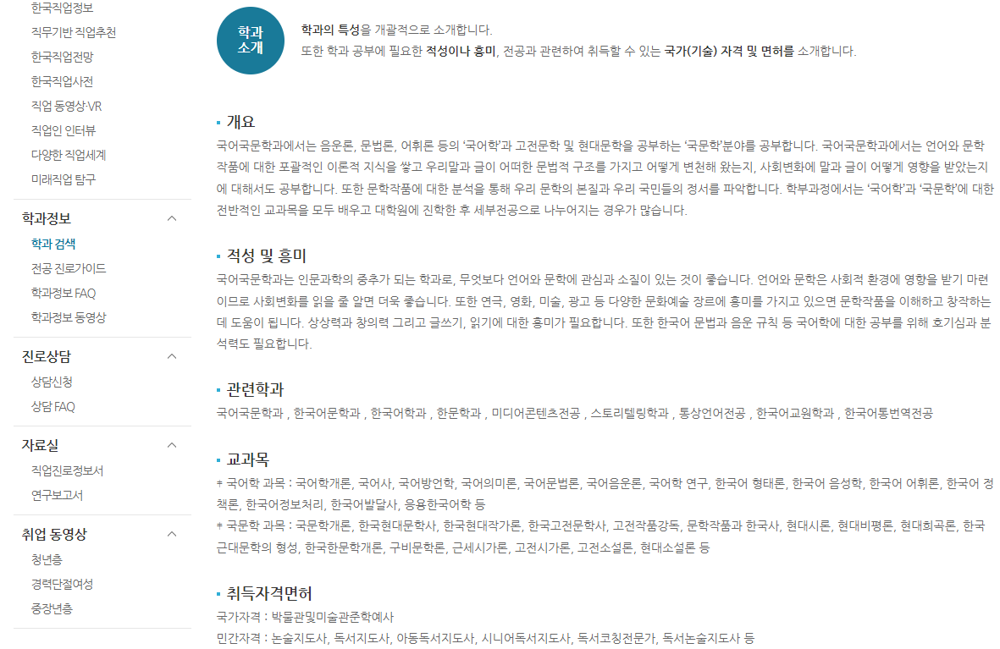 한국직업정보
직무기반 직업추천
한국직업전망
한국직업사전
직업 동영상·VR
직업인 인터뷰
다양한 직업세계
미래직업 탐구
학과정보
학과 검색
전공 진로가이드
학과정보 FAQ
학과정보 동영상
진로상담
상담신청
상담 FAQ
자료실
직업진로정보서
연구보고서
취업 동영상
청년층
경력단절여성
중장년층
학과
소개
학과의 특성을 개괄적으로 소개합니다.
또한 학과 공부에 필요한 적성이나 흥미, 전공과 관련하여 취득할 수 있는 국가(기술) 자격 및 면허를 소개합니다.
개요
국어국문학과에서는 음운론, 문법론, 어휘론 등의 ‘국어학’과 고전문학 및 현대문학을 공부하는 ‘국문학’분야를 공부합니다. 국어국문학과에서는 언어와 문학
작품에 대한 포괄적인 이론적 지식을 쌓고 우리말과 글이 어떠한 문법적 구조를 가지고 어떻게 변천해 왔는지, 사회변화에 말과 글이 어떻게 영향을 받았는지
에 대해서도 공부합니다. 또한 문학작품에 대한 분석을 통해 우리 문학의 본질과 우리 국민들의 정서를 파악합니다. 학부과정에서는 ‘국어학’과 ‘국문학’에 대한
전반적인 교과목을 모두 배우고 대학원에 진학한 후 세부전공으로 나누어지는 경우가 많습니다.
적성 및 흥미
국어국문학과는 인문과학의 중추가 되는 학과로, 무엇보다 언어와 문학에 관심과 소질이 있는 것이 좋습니다. 언어와 문학은 사회적 환경에 영향을 받기 마련
이므로 사회변화를 읽을 줄 알면 더욱 좋습니다. 또한 연극, 영화, 미술, 광고 등 다양한 문화예술 장르에 흥미를 가지고 있으면 문학작품을 이해하고 창작하는
데 도움이 됩니다. 상상력과 창의력 그리고 글쓰기, 읽기에 대한 흥미가 필요합니다. 또한 한국어 문법과 음운 규칙 등 국어학에 대한 공부를 위해 호기심과 분
석력도 필요합니다.
관련학과
국어국문학과 , 한국어문학과 , 한국어학과 , 한문학과 , 미디어콘텐츠전공 , 스토리텔링학과 , 통상언어전공 , 한국어교원학과 , 한국어통번역전공
교과목
* 국어학 과목 : 국어학개론, 국어사, 국어방언학, 국어의미론, 국어문법론, 국어음운론, 국어학 연구, 한국어 형태론, 한국어 음성학, 한국어 어휘론, 한국어 정
책론, 한국어정보처리, 한국어발달사, 응용한국어학 등
* 국문학 과목 : 국문학개론, 한국현대문학사, 한국현대작가론, 한국고전문학사, 고전작품강독, 문학작품과 한국사, 현대시론, 현대비평론, 현대희곡론, 한국
근대문학의 형성, 한국한문학개론, 구비문학론, 근세시가론, 고전시가론, 고전소설론, 현대소설론 등
취득자격면허
국가자격 : 박물관및미술관준학예사
민간자격 : 논술지도사, 독서지도사, 아동독서지도사, 시니어독서지도사, 독서코칭전문가, 독서논술지도사 등